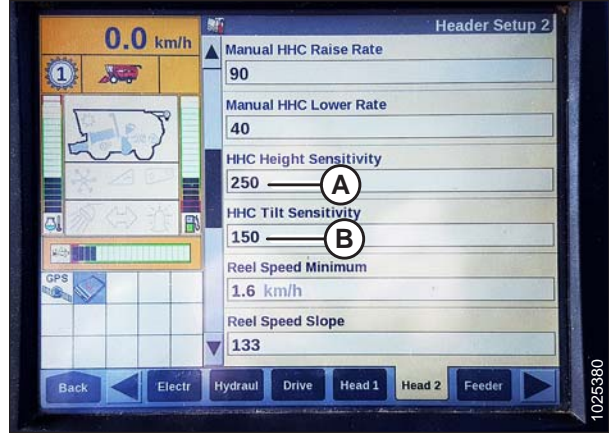 Header Setup 2
0.0 km/h
1
Manual HHC Raise Rate
90
Manual HHC Lower Rate
40
HHC Height Sensitivity
250
A
HHC Tilt Sensitivity
150
B
Reel Speed Minimum
1.6 km/h
Reel Speed Slope
133
GPS
Back
Electr
Hydraul
Drive
Head 1
Head 2
Feeder
1025380